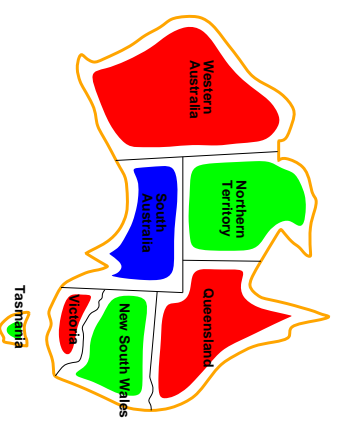 Western
Australia
Northern
Territory
South
Australia
Queensland
New South Wales
Victoria
Tasmania